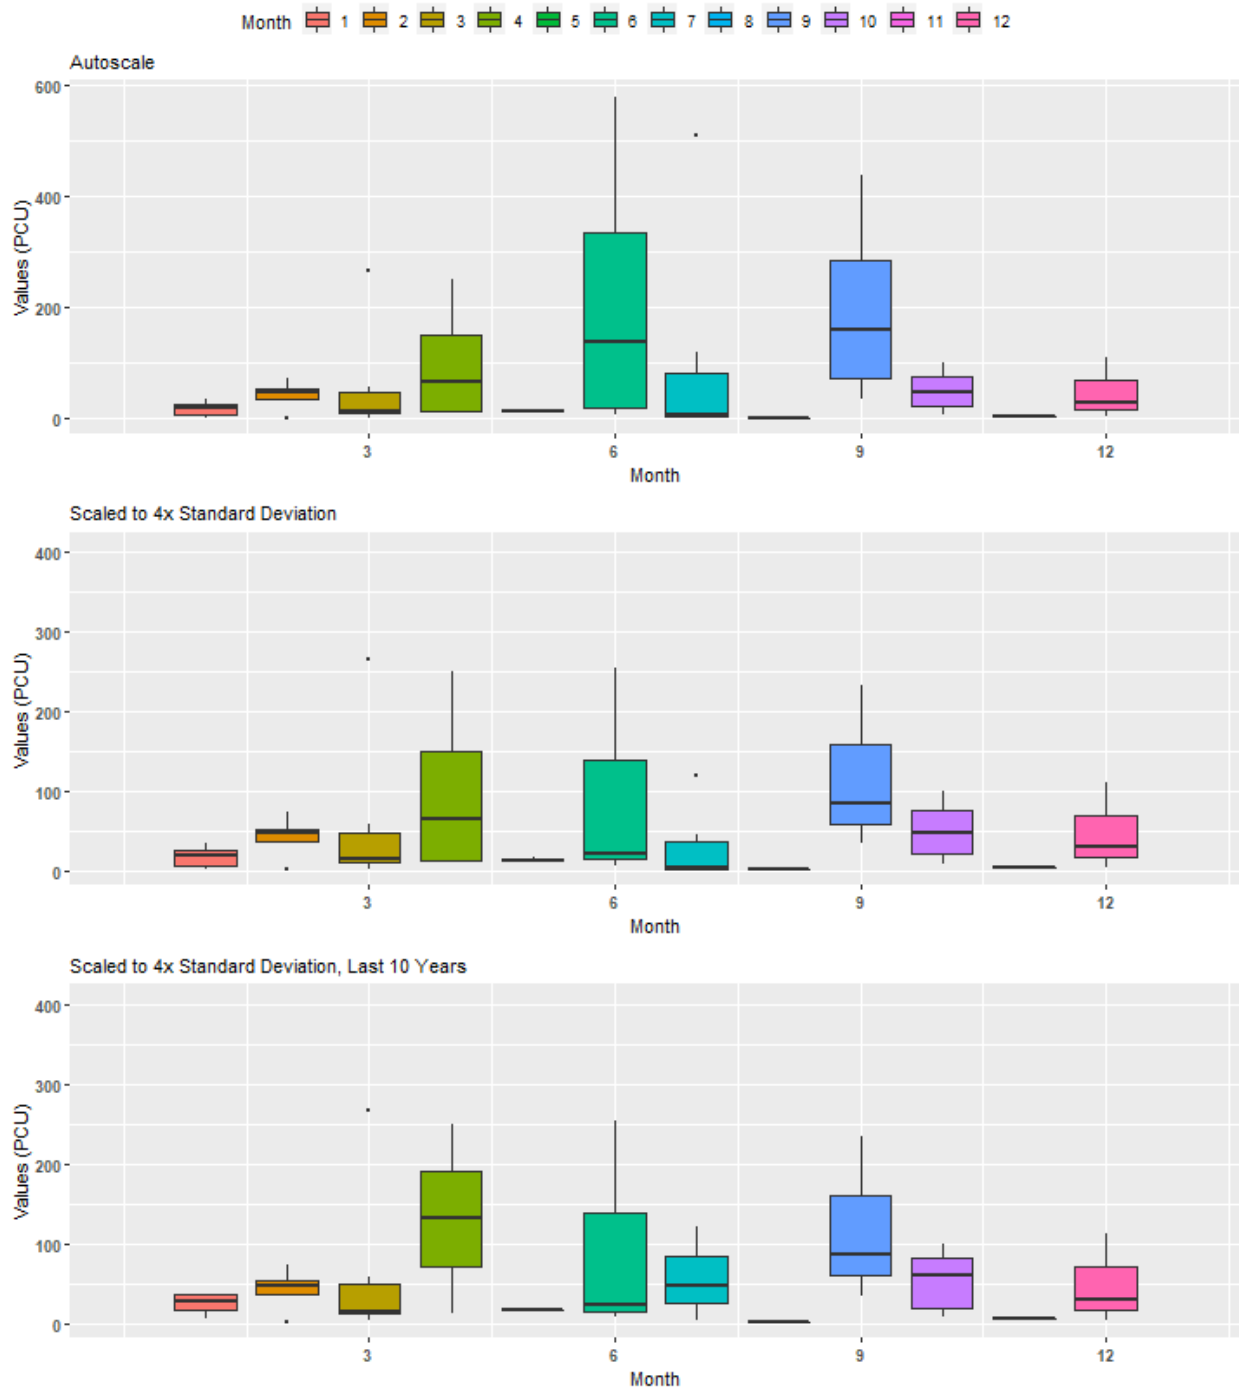 Month 1 2 3 4 5 6 7 8 9 10 11 12
Autoscale
600
400
200
0
Values (PCU)
3 6 9 12
Month
Scaled to 4x Standard Deviation
400
300
200
100
0
Values (PCU)
3 6 9 12
Month
Scaled to 4x Standard Deviation, Last 10 Years
400
300
200
100
0
Values (PCU)
3 6 9 12
Month